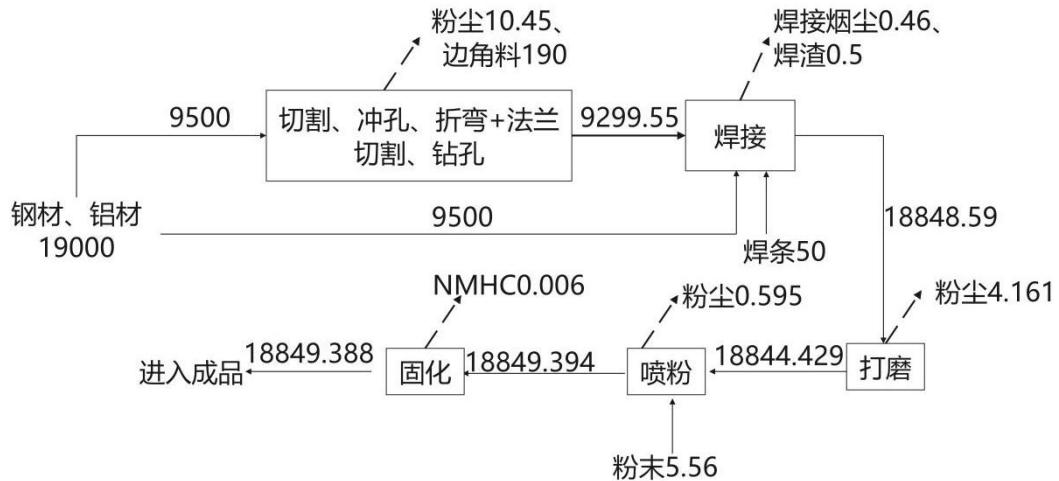 粉尘10.45、
边角料190
焊接烟尘0.46、
焊渣0.5
9500
切割、冲孔、折弯+法兰
切割、钻孔
9299.55
焊接
钢材、铝材
19000
9500
18848.59
焊条50
NMHC0.006
粉尘0.595
粉尘4.161
进入成品
18849.388
固化
18849.394
喷粉
18844.429
打磨
粉末5.56